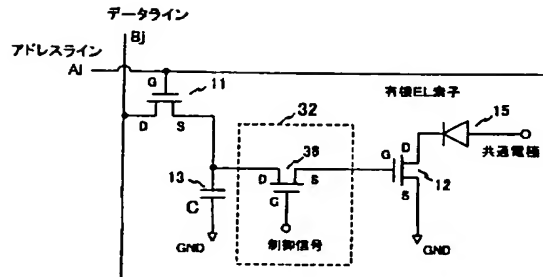 データライン
Bj
アドレスライン
Ai
G
11
D
S
32
有機EL素子
15
13
C
D
38
S
G
G
D
S
12
共通電極
制御信号
GND
GND